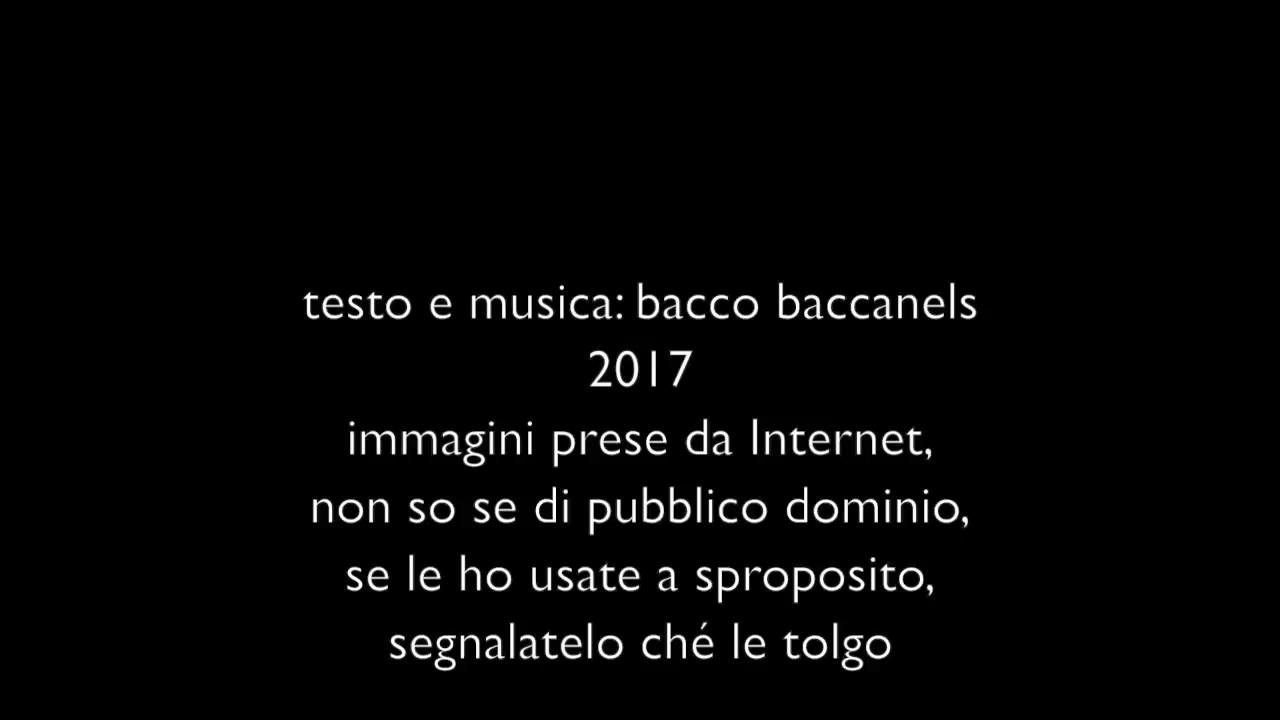 testo e musica: bacco baccanels
2017
immagini prese da Internet,
non so se di pubblico dominio,
se le ho usate a sproposito,
segnalatelo ché le tolgo